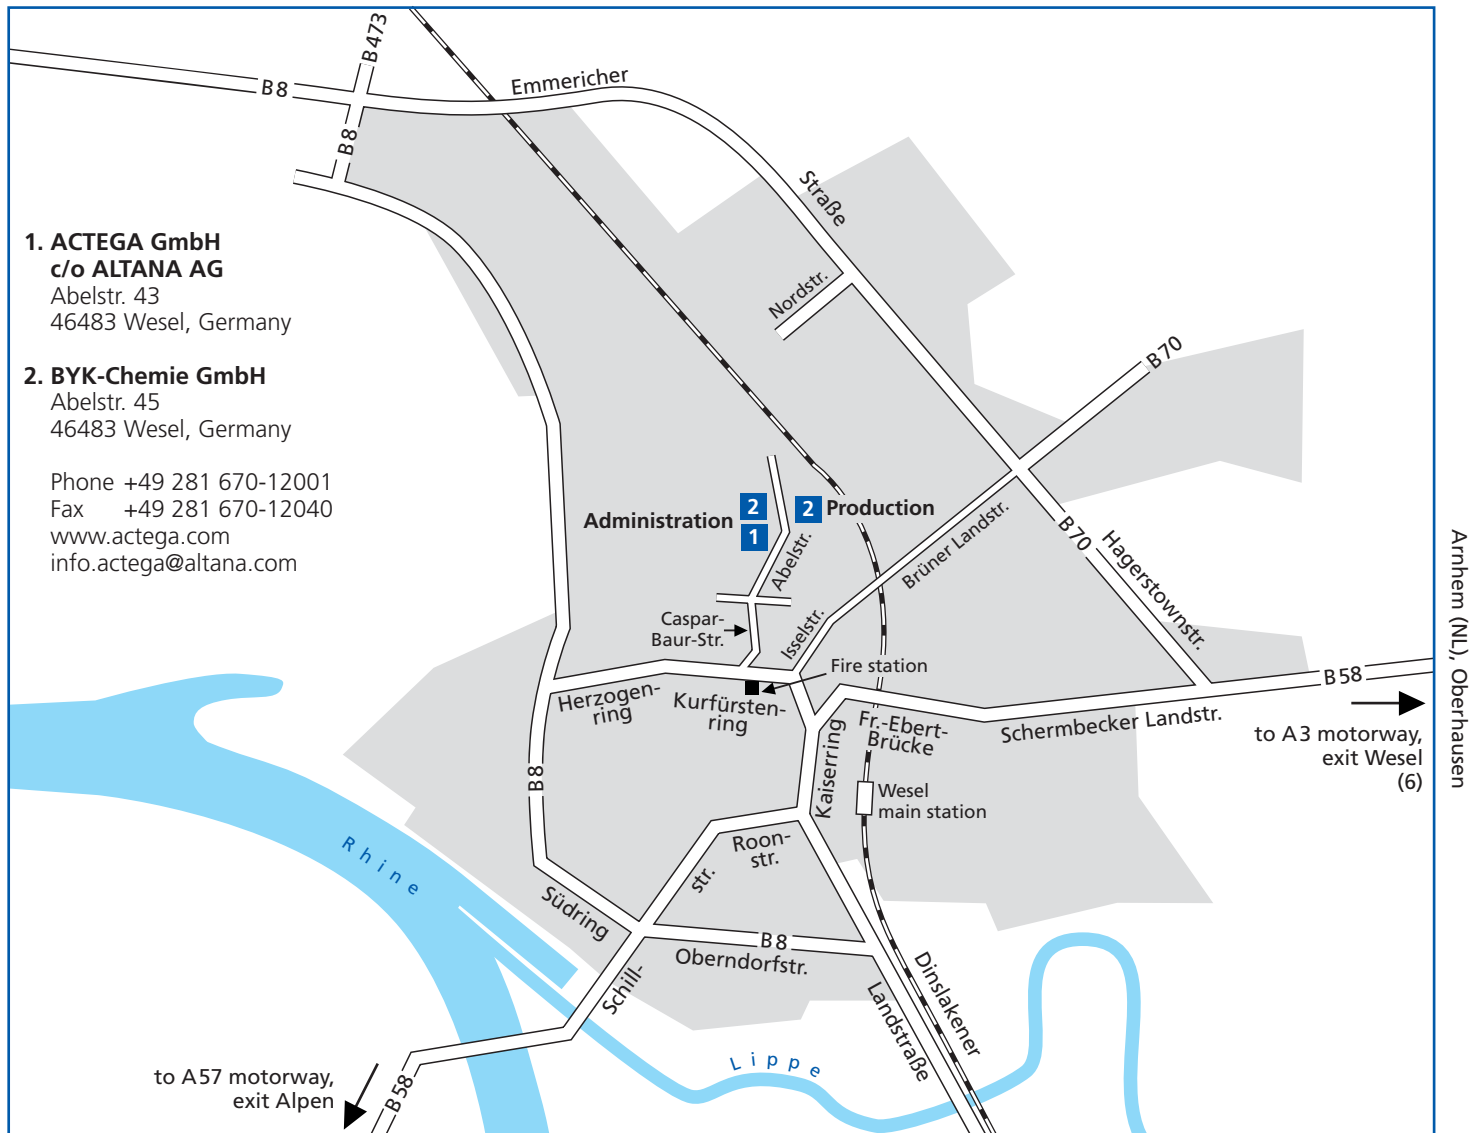 B473
B8
Emmericher
B8
Straße
1. ACTEGA GmbH
c/o ALTANA AG
Abelstr. 43
46483 Wesel, Germany
2. BYK-Chemie GmbH
Abelstr. 45
46483 Wesel, Germany
Phone +49 281 670-12001
Fax +49 281 670-12040
www.actega.com
info.actega@altana.com
Nordstr.
B70
Administration
2
1
2
Production
Abelstr.
Brüner Landstr.
B70
Hagerstownstr.
Caspar-
Baur-Str.
Isselstr.
Fire station
Herzogen-
ring
Kurfürsten-
ring
Kaiserring
Fr.-Ebert-
Brücke
Schermbecker Landstr.
B58
to A3 motorway,
exit Wesel
(6)
Arnhem (NL), Oberhausen
B8
Wesel
main station
Roon-
str.
Rhine
Südring
Schill-
str.
B8
Oberndorfstr.
Dinslakener
Landstraße
Lippe
to A57 motorway,
exit Alpen
B58